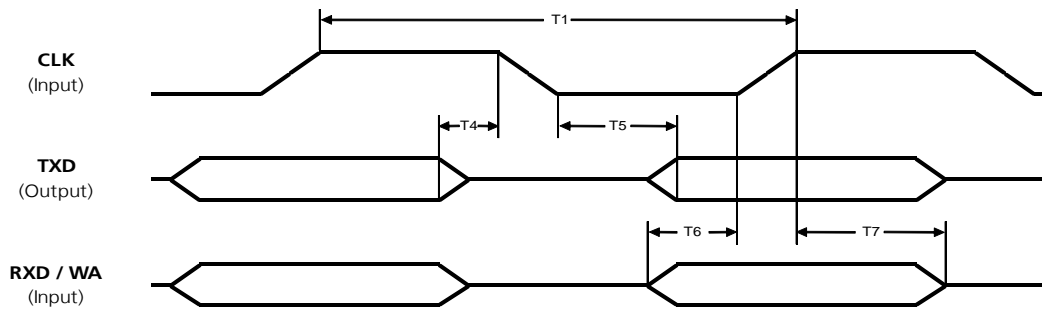 T1
CLK
(Input)
T4
T5
TXD
(Output)
T6
T7
RXD / WA
(Input)